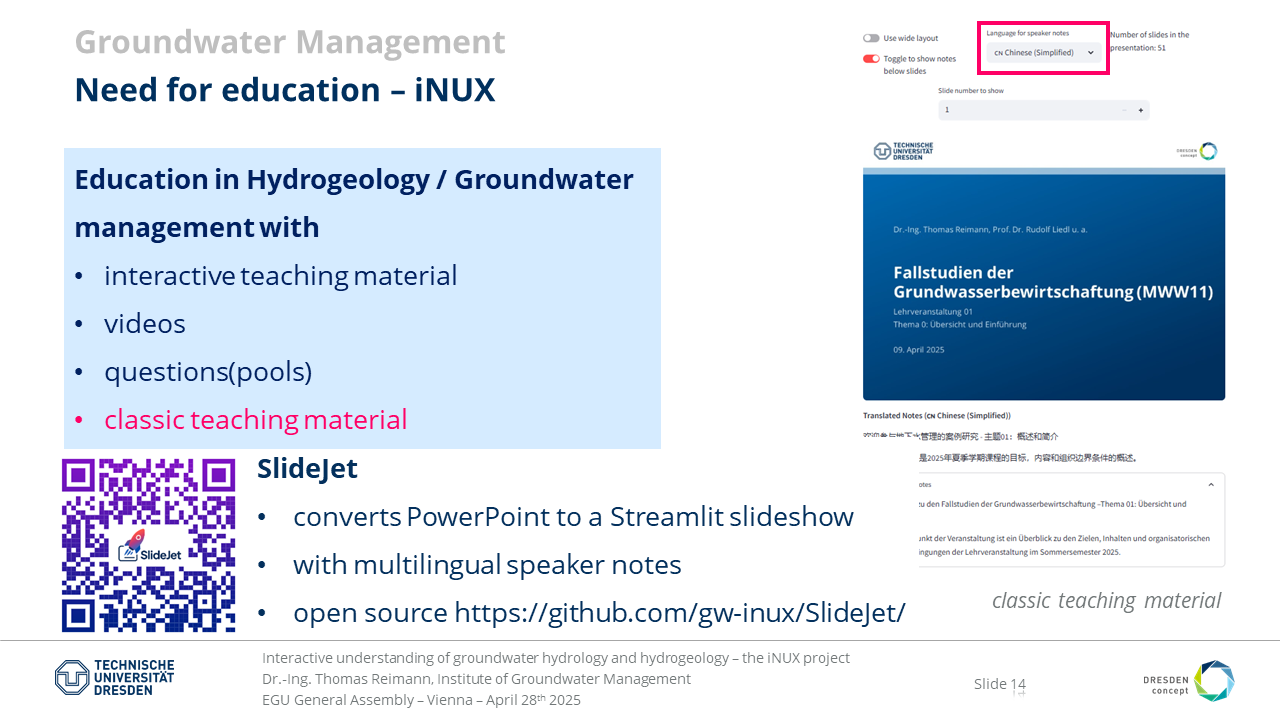 Groundwater Management
Need for education – iNUX
Education in Hydrogeology / Groundwater
management with
• interactive teaching material
• videos
• questions(pools)
• classic teaching material
SlideJet
SlideJet
• converts PowerPoint to a Streamlit slideshow
• with multilingual speaker notes
• open source https://github.com/gw-inux/SlideJet/
Use wide layout
Toggle to show notes
below slides
Language for speaker notes
CN Chinese (Simplified)
Number of slides in the
presentation: 51
Slide number to show
1
TECHNISCHE
UNIVERSITÄT
DRESDEN
DRESDEN
concept
Dr.-Ing. Thomas Reimann, Prof. Dr. Rudolf Liedl u. a.
Fallstudien der
Grundwasserbewirtschaftung (MWW11)
Lehrveranstaltung 01
Thema 0: Übersicht und Einführung
09. April 2025
Translated Notes (CN Chinese (Simplified))
管理的案例研究 - 主题01：概述和简介
是2025年夏季学期课程的目标，内容和组织边界条件的概述。
otes
zu den Fallstudien der Grundwasserbewirtschaftung –Thema 01: Übersicht und
unkt der Veranstaltung ist ein Überblick zu den Zielen, Inhalten und organisatorischen
ingungen der Lehrveranstaltung im Sommersemester 2025.
classic teaching material
TECHNISCHE
UNIVERSITÄT
DRESDEN
Interactive understanding of groundwater hydrology and hydrogeology – the iNUX project
Dr.-Ing. Thomas Reimann, Institute of Groundwater Management
EGU General Assembly – Vienna – April 28th 2025
Slide 14
DRESDEN
concept